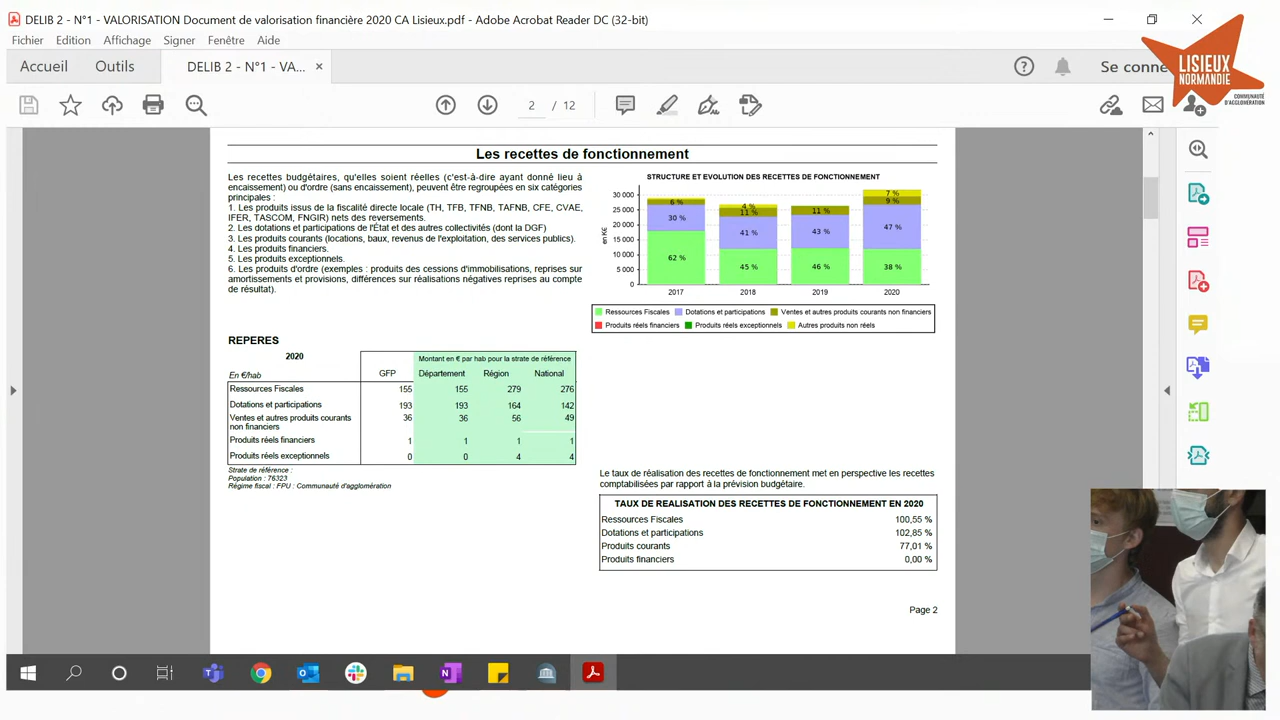 DELIB 2 - N°1 - VALORISATION Document de valorisation financière 2020 CA Lisieux.pdf - Adobe Acrobat Reader DC (32-bit)
Fichier Edition Affichage Signer Fenêtre Aide
Accueil Outils DELIB 2 - N°1 - VA... × Se conne
LISIEUX
NORMANDIE
COMMUNAUTÉ
D'AGGLOMÉRATION
2 / 12
Les recettes de fonctionnement
Les recettes budgétaires, qu'elles soient réelles (c'est-à-dire ayant donné lieu à
encaissement) ou d'ordre (sans encaissement), peuvent être regroupées en six catégories
principales :
1. Les produits issus de la fiscalité directe locale (TH, TFB, TFNB, TAFNB, CFE, CVAE,
IFER, TASCOM, FNGIR) nets des reversements.
2. Les dotations et participations de l'État et des autres collectivités (dont la DGF)
3. Les produits courants (locations, baux, revenus de l'exploitation, des services publics).
4. Les produits financiers.
5. Les produits exceptionnels.
6. Les produits d'ordre (exemples : produits des cessions d'immobilisations, reprises sur
amortissements et provisions, différences sur réalisations négatives reprises au compte
de résultat).
STRUCTURE ET EVOLUTION DES RECETTES DE FONCTIONNEMENT
en K€
30 000
25 000
20 000
15 000
10 000
5 000
0
6 %
30 %
62 %
4 %
11 %
41 %
45 %
11 %
43 %
46 %
7 %
9 %
47 %
38 %
2017 2018 2019 2020
Ressources Fiscales Dotations et participations Ventes et autres produits courants non financiers
Produits réels financiers Produits réels exceptionnels Autres produits non réels
REPERES
2020 Montant en € par hab pour la strate de référence
En €/hab GFP Département Région National
Ressources Fiscales 155 155 279 276
Dotations et participations 193 193 164 142
Ventes et autres produits courants
non financiers 36 36 56 49
Produits réels financiers 1 1 1 1
Produits réels exceptionnels 0 0 4 4
Strate de référence :
Population : 76323
Régime fiscal : FPU : Communauté d'agglomération
Le taux de réalisation des recettes de fonctionnement met en perspective les recettes
comptabilisées par rapport à la prévision budgétaire.
TAUX DE REALISATION DES RECETTES DE FONCTIONNEMENT EN 2020
Ressources Fiscales 100,55 %
Dotations et participations 102,85 %
Produits courants 77,01 %
Produits financiers 0,00 %
Page 2